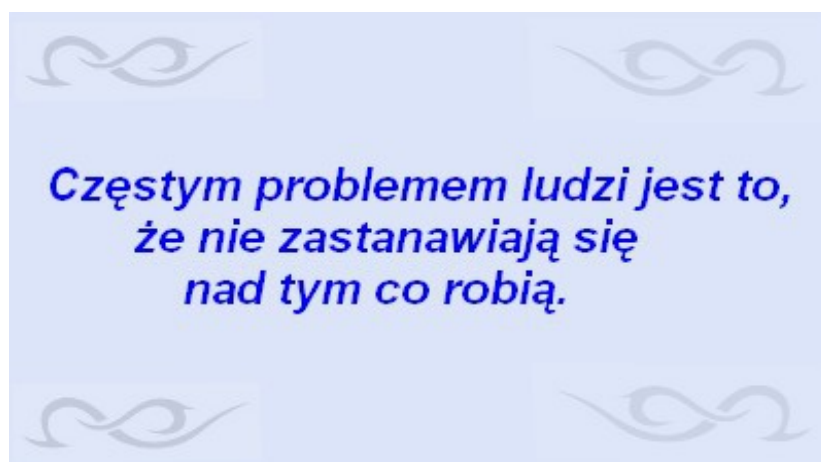 Częstym problemem ludzi jest to,
że nie zastanawiają się
nad tym co robią.